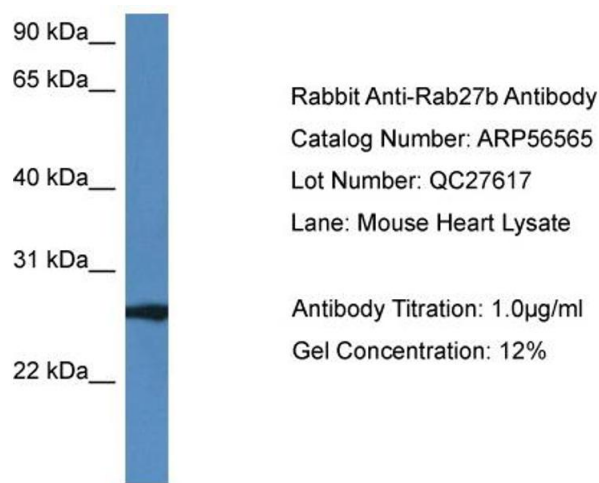 90 kDa
65 kDa
40 kDa
31 kDa
22 kDa
Rabbit Anti-Rab27b Antibody
Catalog Number: ARP56565
Lot Number: QC27617
Lane: Mouse Heart Lysate
Antibody Titration: 1.0µg/ml
Gel Concentration: 12%